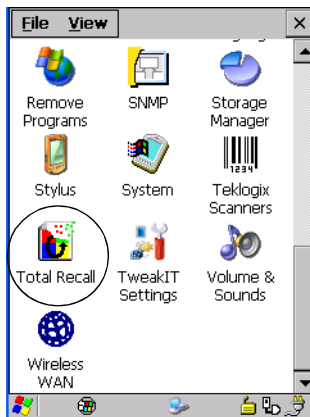 File View
Remove Programs
SNMP
Storage Manager
Stylus
System
1234
Teklogix Scanners
Total Recall
TweakIT Settings
Volume & Sounds
Wireless WAN